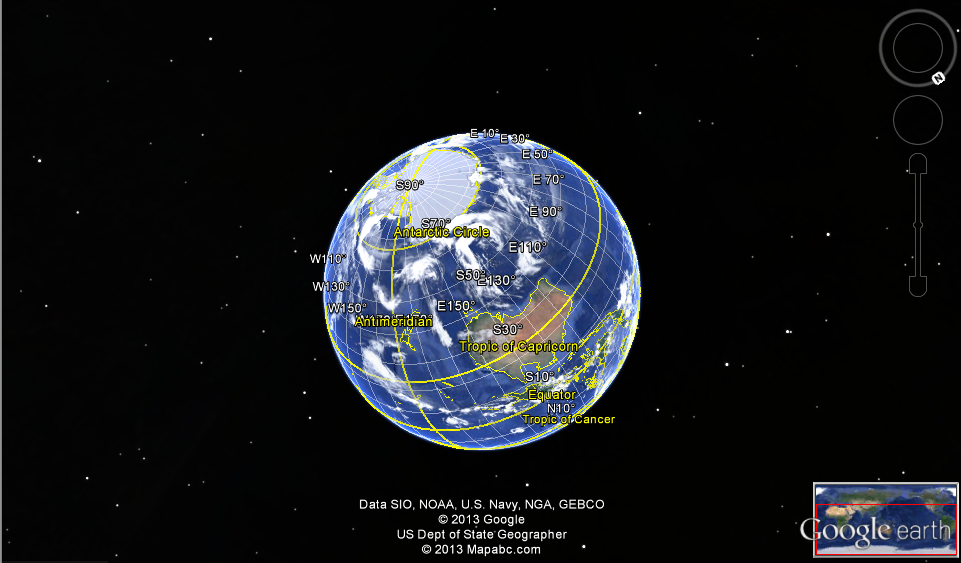 N
E 10° E 30°
E 50°
E 70°
S90°
E 90°
S70°
Antarctic Circle
E110°
W110°
S50° E130°
W130°
W150° E150°
Antimeridian
S30°
Tropic of Capricorn
S10°
Equator
N10°
Tropic of Cancer
Data SIO, NOAA, U.S. Navy, NGA, GEBCO
© 2013 Google
US Dept of State Geographer
© 2013 Mapabc.com
Google earth